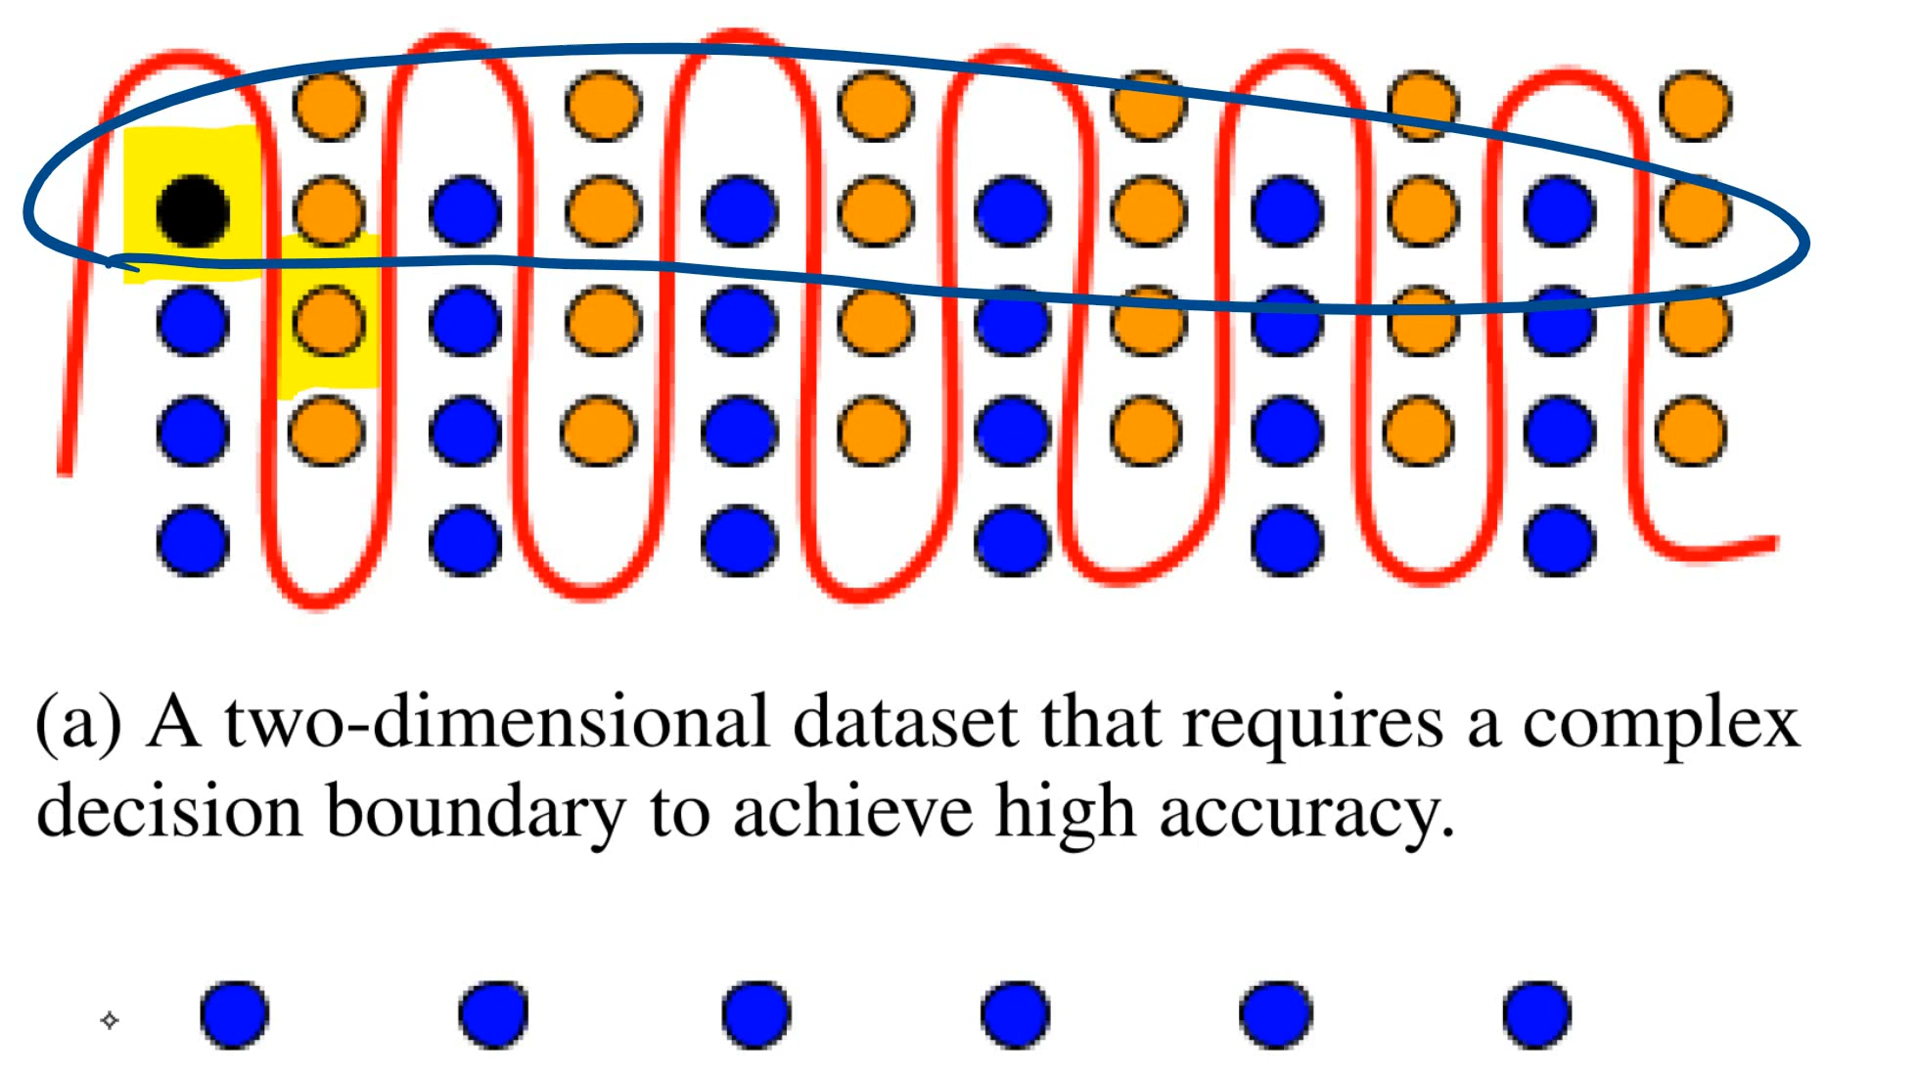 (a) A two-dimensional dataset that requires a complex
decision boundary to achieve high accuracy.